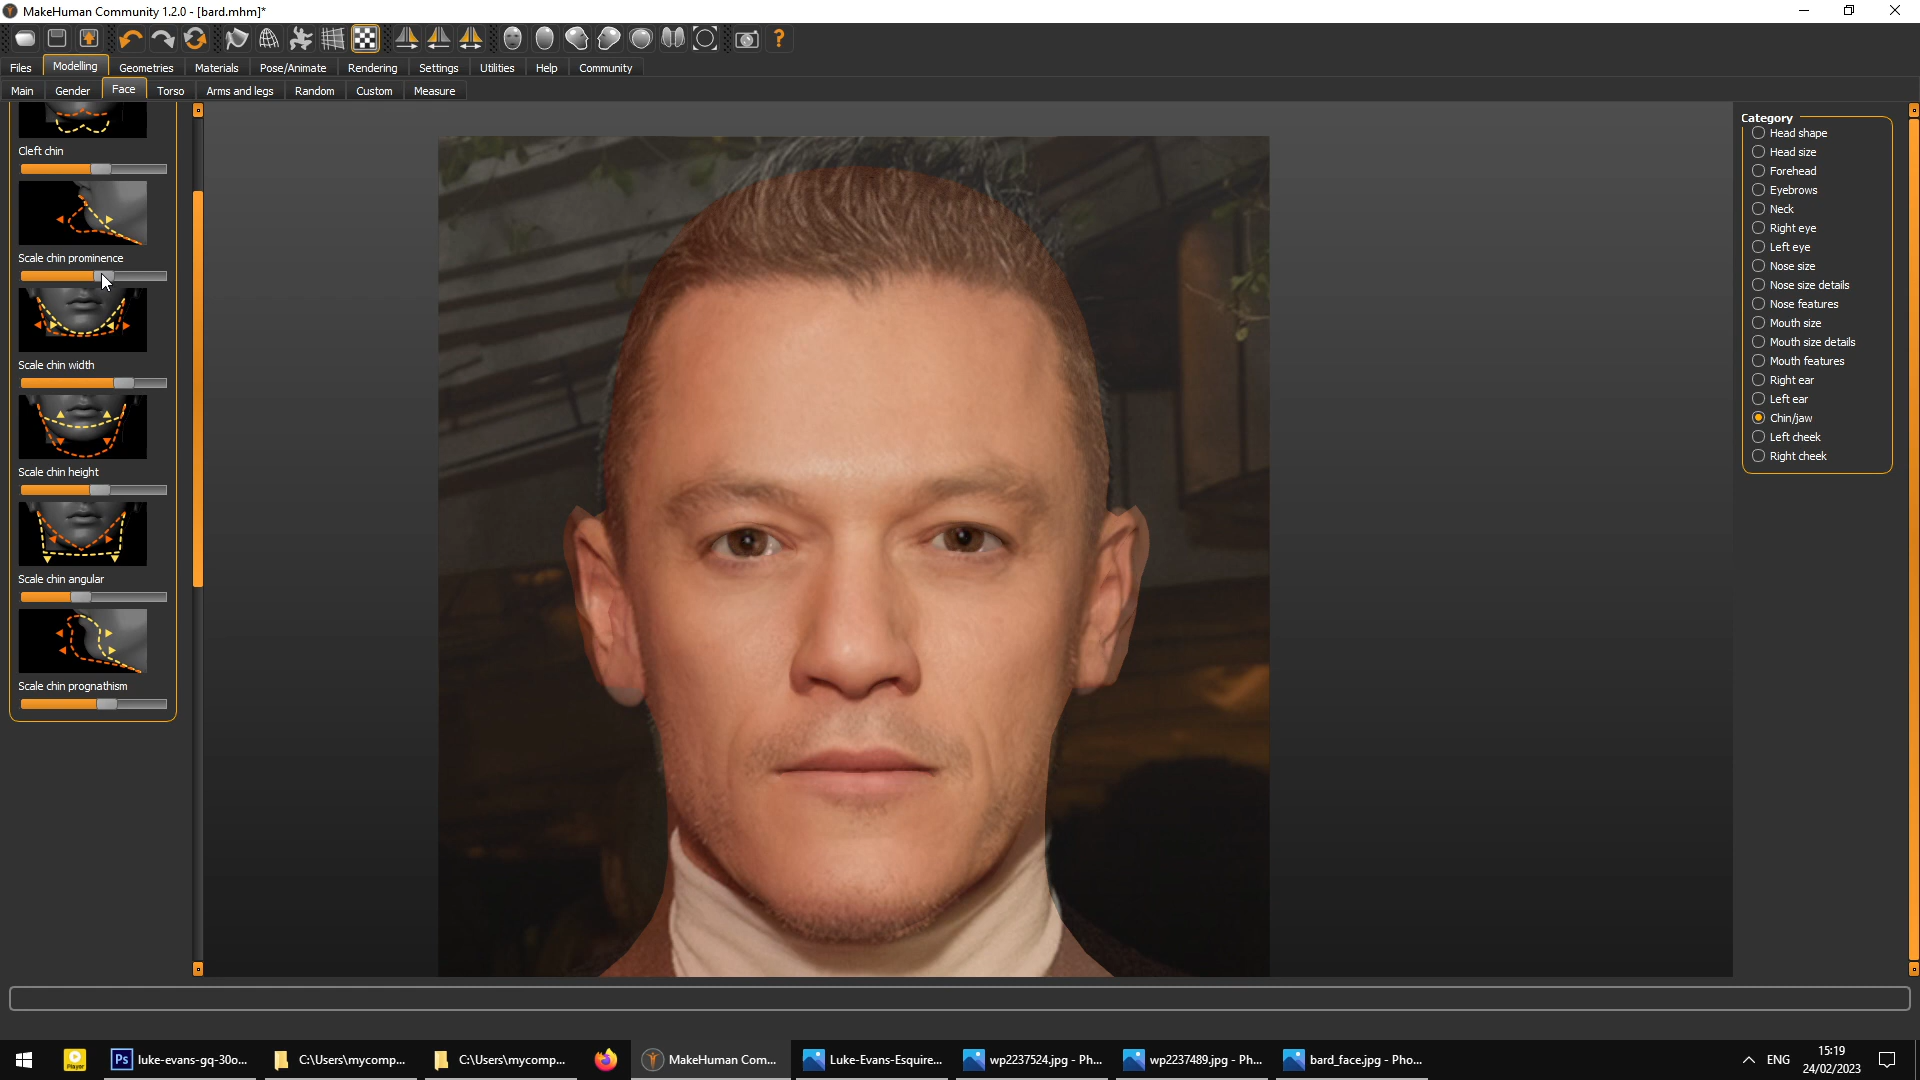 MakeHuman Community 1.2.0 - [bard.mhm]*
Files Modelling Geometries Materials Pose/Animate Rendering Settings Utilities Help Community
Main Gender Face Torso Arms and legs Random Custom Measure
Cleft chin
Scale chin prominence
Scale chin width
Scale chin height
Scale chin angular
Scale chin prognathism
Category
Head shape
Head size
Forehead
Eyebrows
Neck
Right eye
Left eye
Nose size
Nose size details
Nose features
Mouth size
Mouth size details
Mouth features
Right ear
Left ear
Chin/jaw
Left cheek
Right cheek
Player
Ps luke-evans-gq-30o...
C:\Users\mycomp...
C:\Users\mycomp...
MakeHuman Com...
Luke-Evans-Esquire...
wp2237524.jpg - Ph...
wp2237489.jpg - Ph...
bard_face.jpg - Pho...
ENG
15:19
24/02/2023